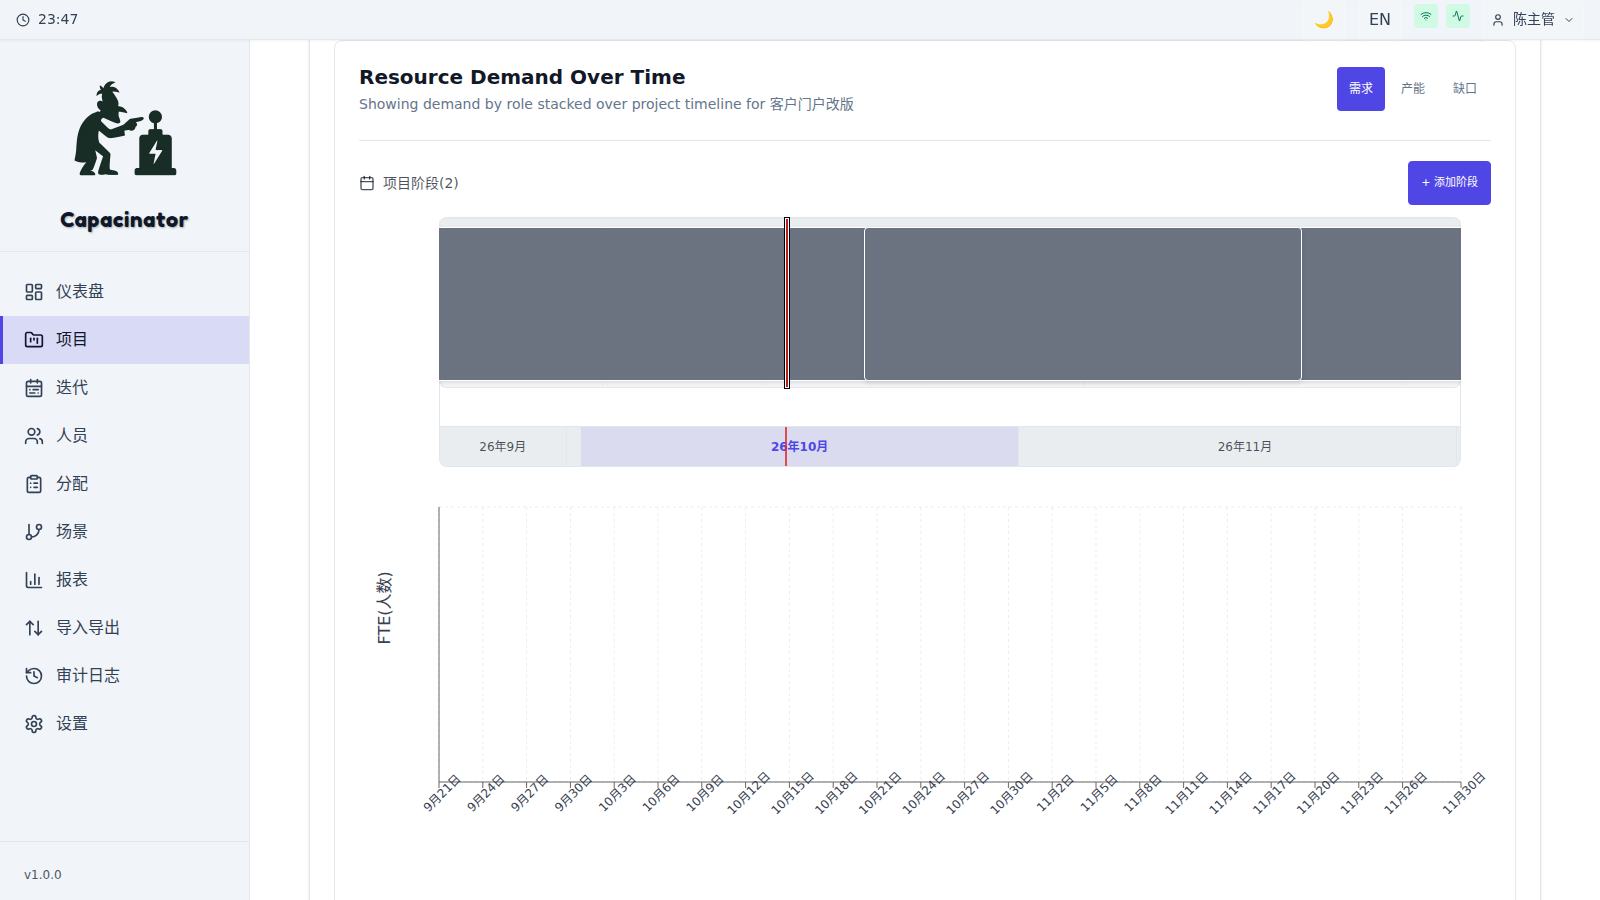 23:47
EN
陈主管
Capacinator
仪表盘
项目
迭代
人员
分配
场景
报表
导入导出
审计日志
设置
v1.0.0
Resource Demand Over Time
Showing demand by role stacked over project timeline for 客户门户改版
需求
产能
缺口
项目阶段(2)
+ 添加阶段
26年9月
26年10月
26年11月
FTE(人数)
9月21日
9月24日
9月27日
9月30日
10月3日
10月6日
10月9日
10月12日
10月15日
10月18日
10月21日
10月24日
10月27日
10月30日
11月2日
11月5日
11月8日
11月11日
11月14日
11月17日
11月20日
11月23日
11月26日
11月30日